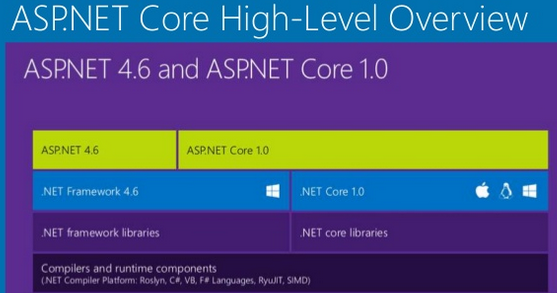 ASP.NET Core High-Level Overview
ASP.NET 4.6 and ASP.NET Core 1.0
ASP.NET 4.6
ASP.NET Core 1.0
.NET Framework 4.6
.NET Core 1.0
.NET framework libraries
.NET core libraries
Compilers and runtime components
(.NET Compiler Platform: Roslyn, C#, VB, F# Languages, RyuJIT, SIMD)